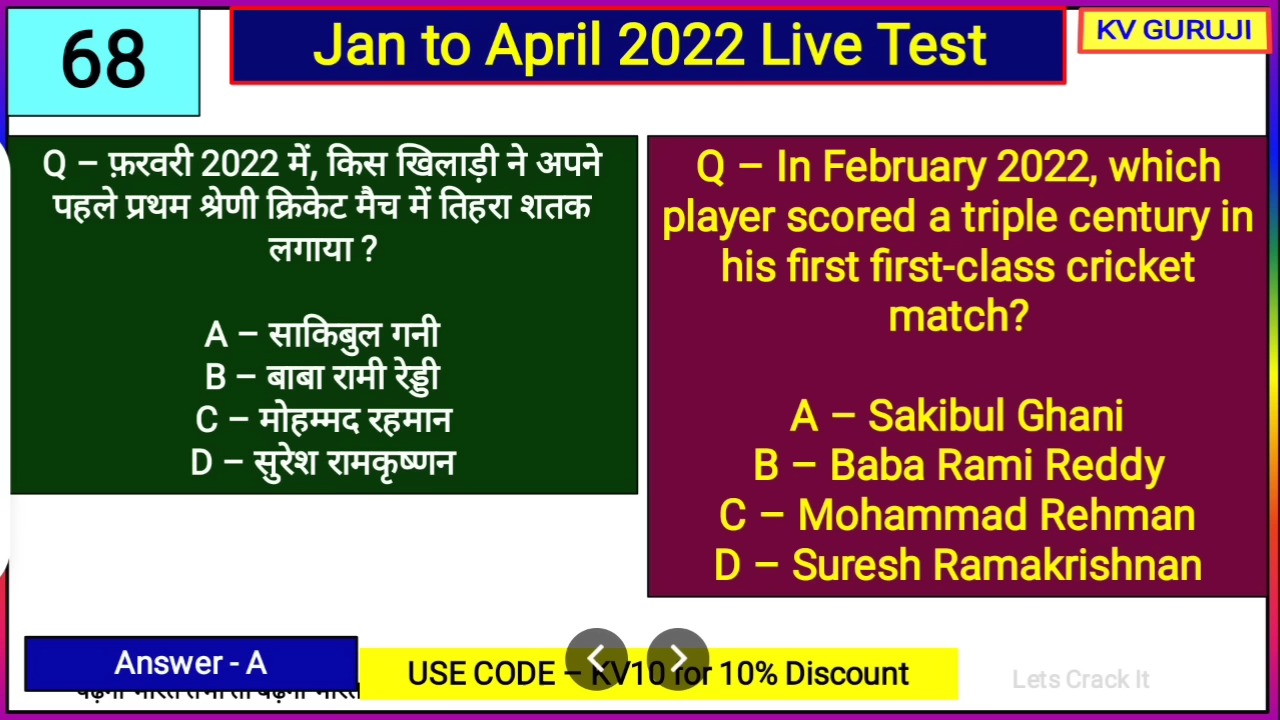 68
Jan to April 2022 Live Test
KV GURUJI
Q – फ़रवरी 2022 में, किस खिलाड़ी ने अपने
पहले प्रथम श्रेणी क्रिकेट मैच में तिहरा शतक
लगाया ?
A – साकिबुल गनी
B – बाबा रामी रेड्डी
C – मोहम्मद रहमान
D – सुरेश रामकृष्णन
Q – In February 2022, which
player scored a triple century in
his first first-class cricket
match?
A – Sakibul Ghani
B – Baba Rami Reddy
C – Mohammad Rehman
D – Suresh Ramakrishnan
Answer - A
USE CODE – KV10 for 10% Discount
Lets Crack It